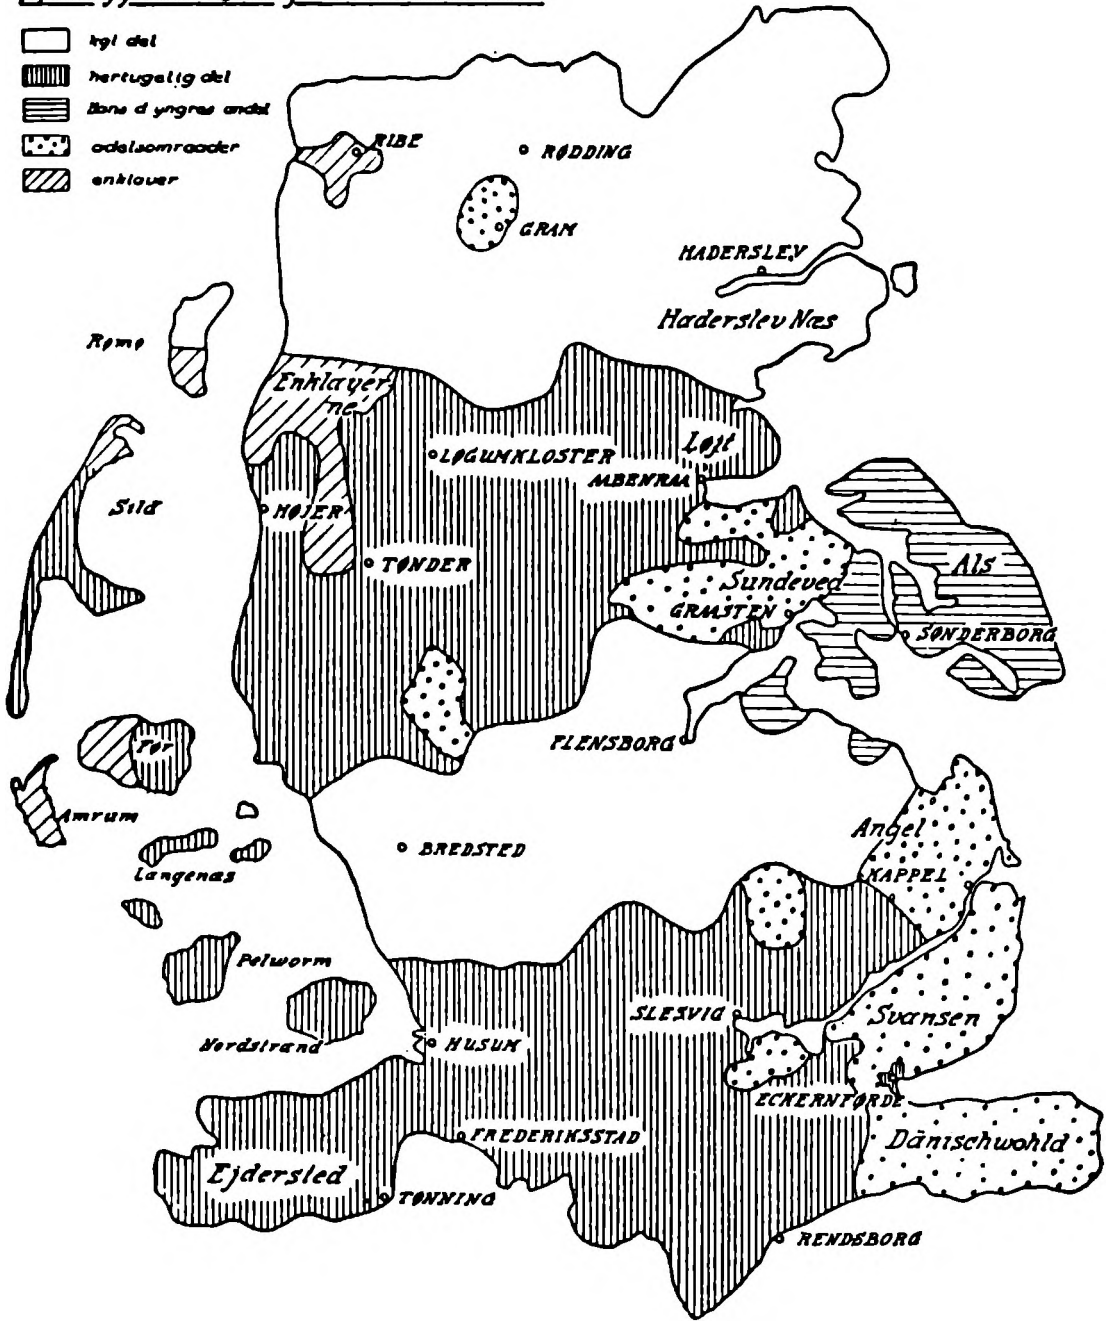 kgl del
hertugelig del
Hans d yngres andel
adelsomraader
enklaver
RIBE
RØDDING
GRAM
HADERSLEV
Haderslev Næs
Rømø
Enklaver
ne
Løjt
LØGUMKLOSTER
AABENRAA
Sild
HØJER
TØNDER
Als
Sundeved
GRAASTEN
SØNDERBORG
FLENSBORG
Før
Amrum
Angel
BREDSTED
Langenæs
KAPPEL
Pelworm
SLESVIG
Svansen
Nordstrand
HUSUM
ECKERNFØRDE
FREDERIKSSTAD
Dänischwohld
Ejdersted
TØNNING
RENDSBORG